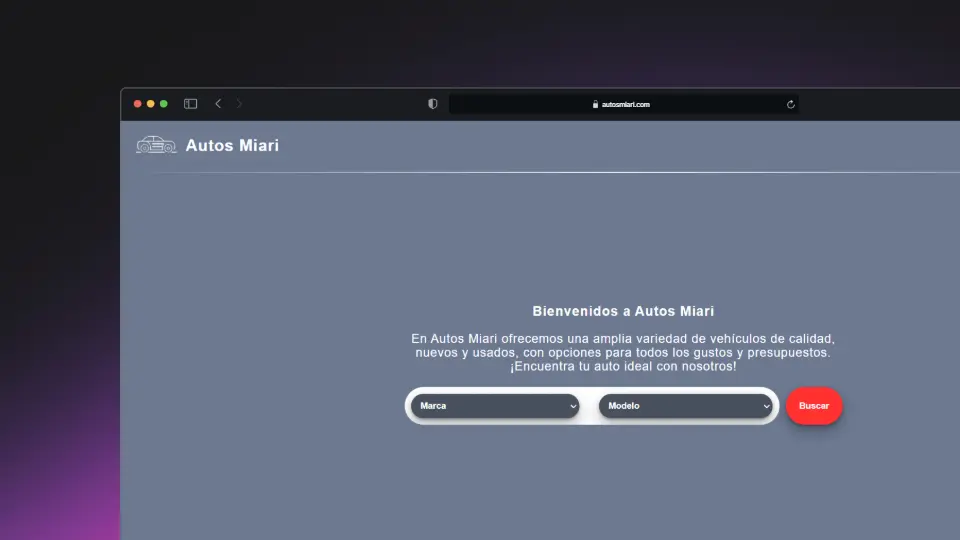 autosmiari.com
Autos Miari
Bienvenidos a Autos Miari
En Autos Miari ofrecemos una amplia variedad de vehículos de calidad,
nuevos y usados, con opciones para todos los gustos y presupuestos.
¡Encuentra tu auto ideal con nosotros!
Marca
Modelo
Buscar